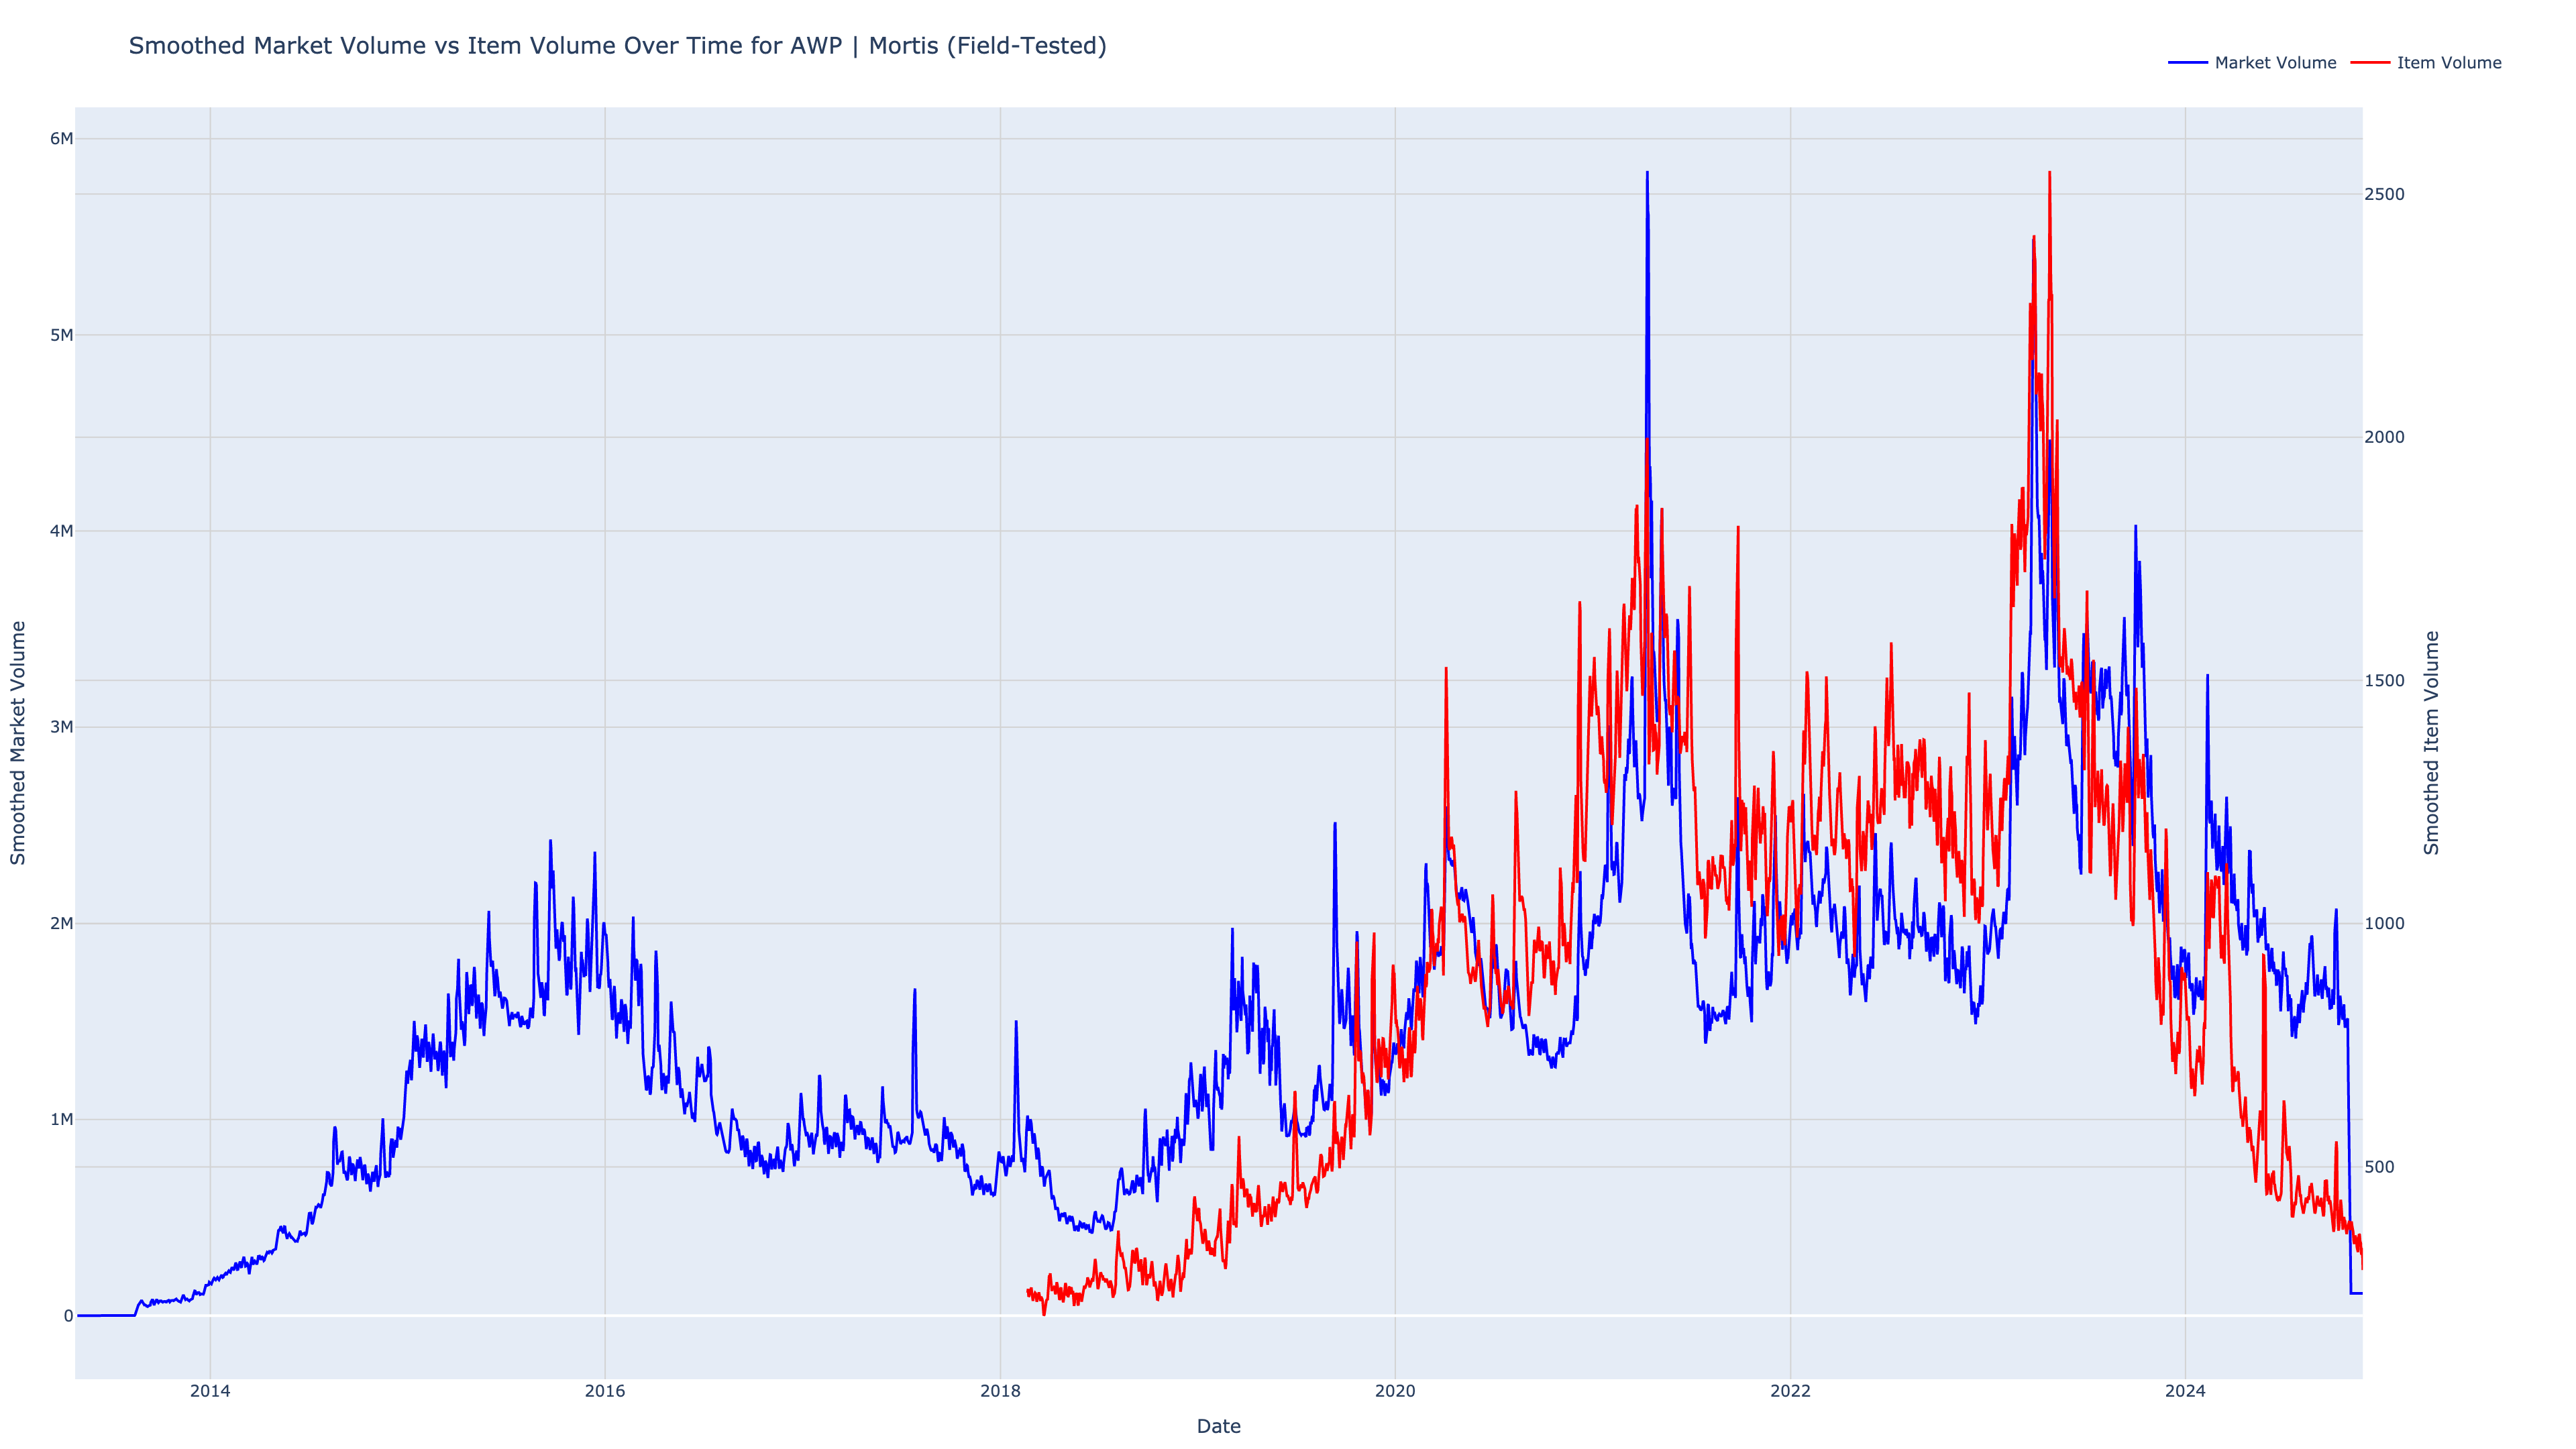 Smoothed Market Volume vs Item Volume Over Time for AWP | Mortis (Field-Tested)
Market Volume
Item Volume
6M
5M
4M
3M
2M
1M
0
Smoothed Market Volume
2500
2000
1500
1000
500
Smoothed Item Volume
2014
2016
2018
2020
2022
2024
Date